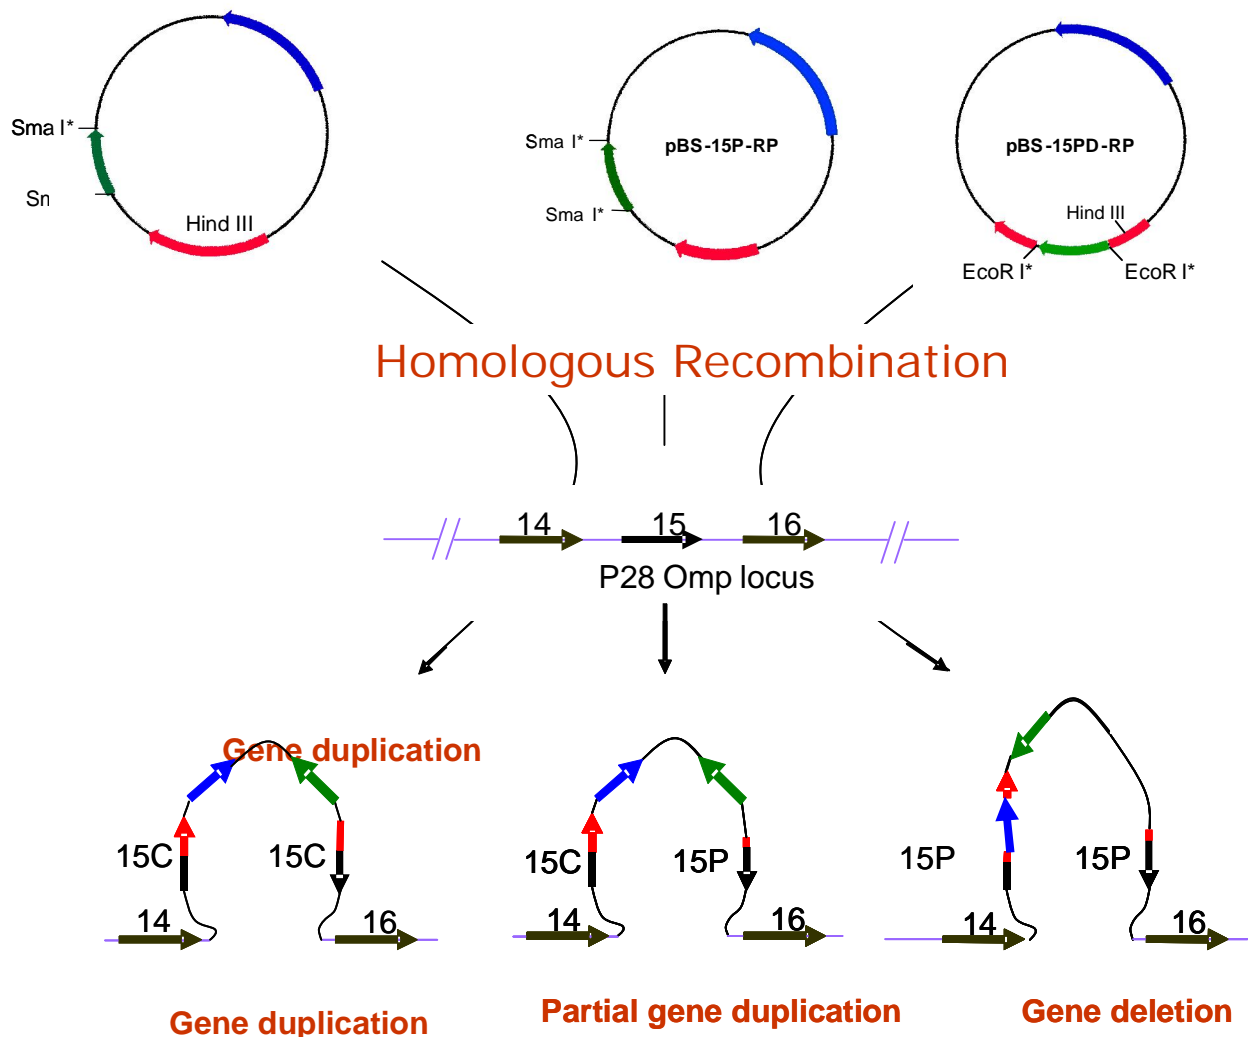 Sma I*
Sn
Hind III
Sma I*
pBS-15P-RP
Sma I*
pBS-15PD-RP
Hind III
EcoR I*
EcoR I*
Homologous Recombination
14
15
16
P28 Omp locus
Gene duplication
15C
15C
14
16
15C
15P
14
16
15P
15P
14
16
Gene duplication
Partial gene duplication
Gene deletion